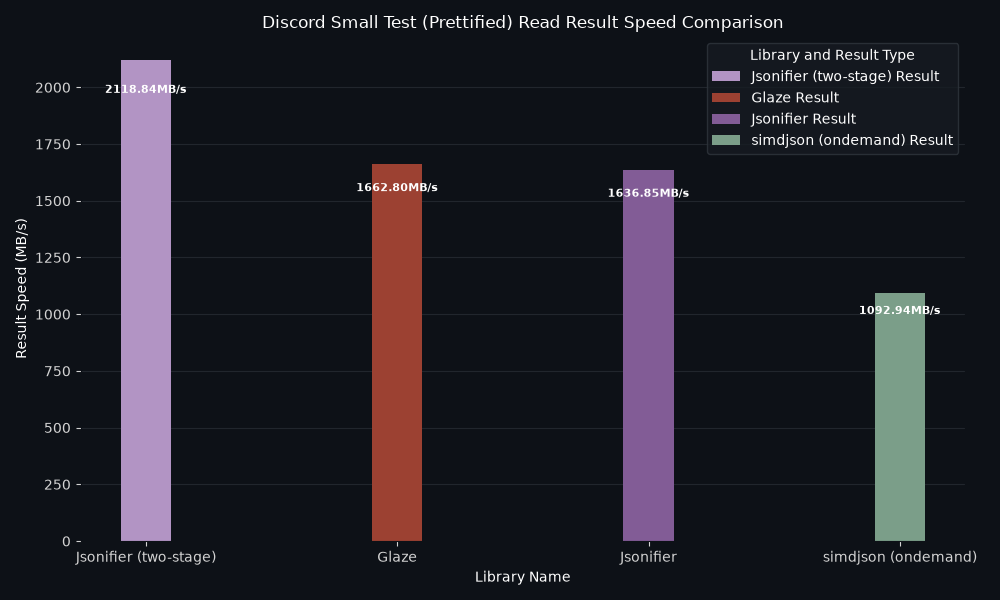 Discord Small Test (Prettified) Read Result Speed Comparison
Library and Result Type
Jsonifier (two-stage) Result
Glaze Result
Jsonifier Result
simdjson (ondemand) Result
Result Speed (MB/s)
2000
1750
1500
1250
1000
750
500
250
0
2118.84MB/s
1662.80MB/s
1636.85MB/s
1092.94MB/s
Jsonifier (two-stage)
Glaze
Jsonifier
simdjson (ondemand)
Library Name